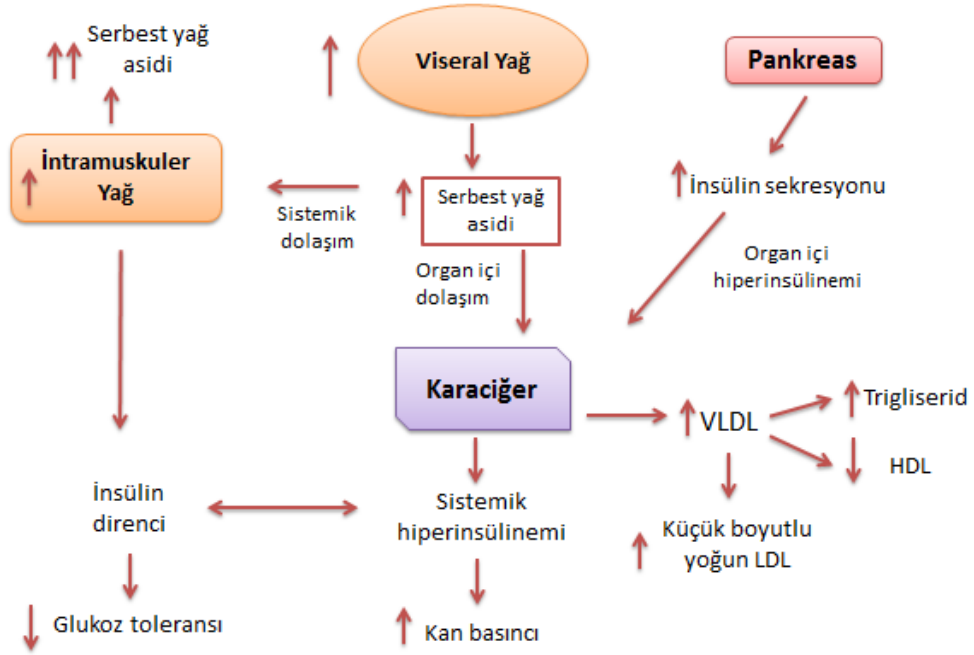 Serbest yağ
asidi
Viseral Yağ
Pankreas
İntramuskuler
Yağ
Sistemik
dolaşım
Serbest yağ
asidi
İnsülin sekresyonu
Organ içi
dolaşım
Organ içi
hiperinsülinemi
Karaciğer
VLDL
Trigliserid
HDL
İnsülin
direnci
Sistemik
hiperinsülinemi
Küçük boyutlu
yoğun LDL
Glukoz toleransı
Kan basıncı